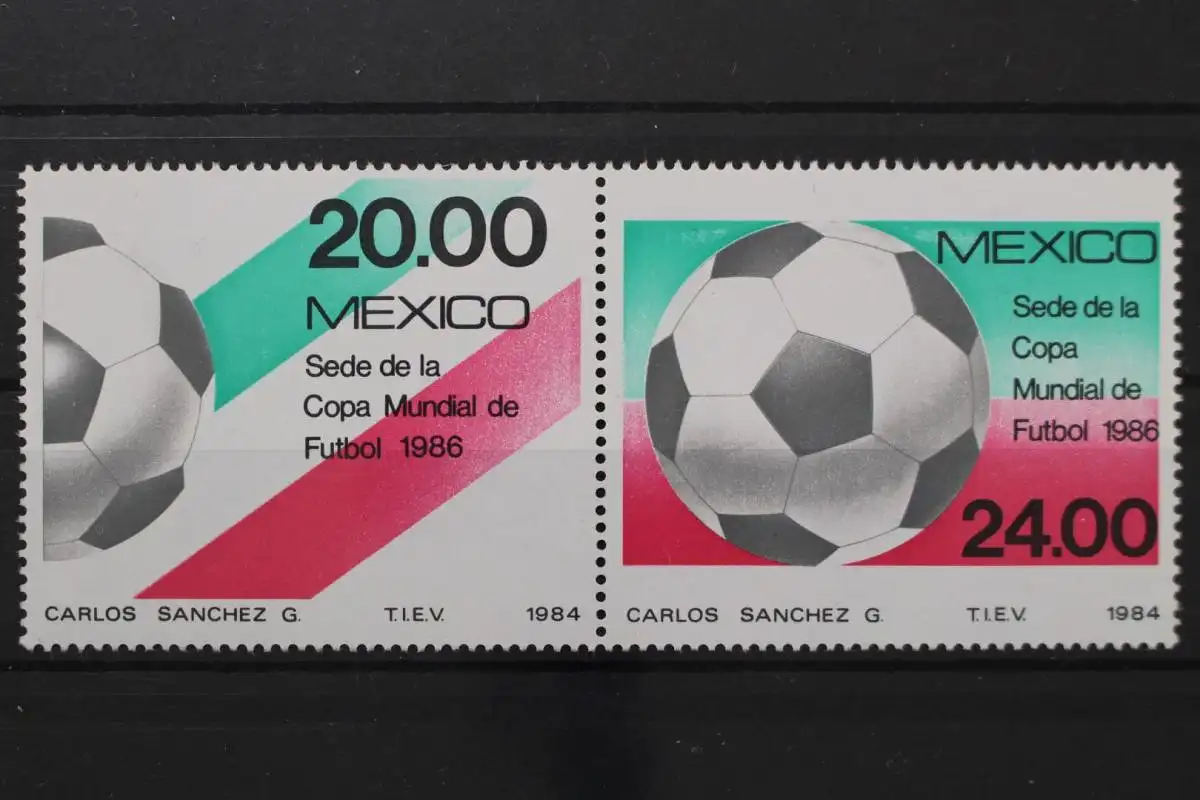 20.00
MEXICO
Sede de la
Copa Mundial de
Futbol 1986
CARLOS SANCHEZ G. T.I.E.V. 1984
MEXICO
Sede de la
Copa
Mundial de
Futbol 1986
24.00
CARLOS SANCHEZ G. T.I.E.V. 1984